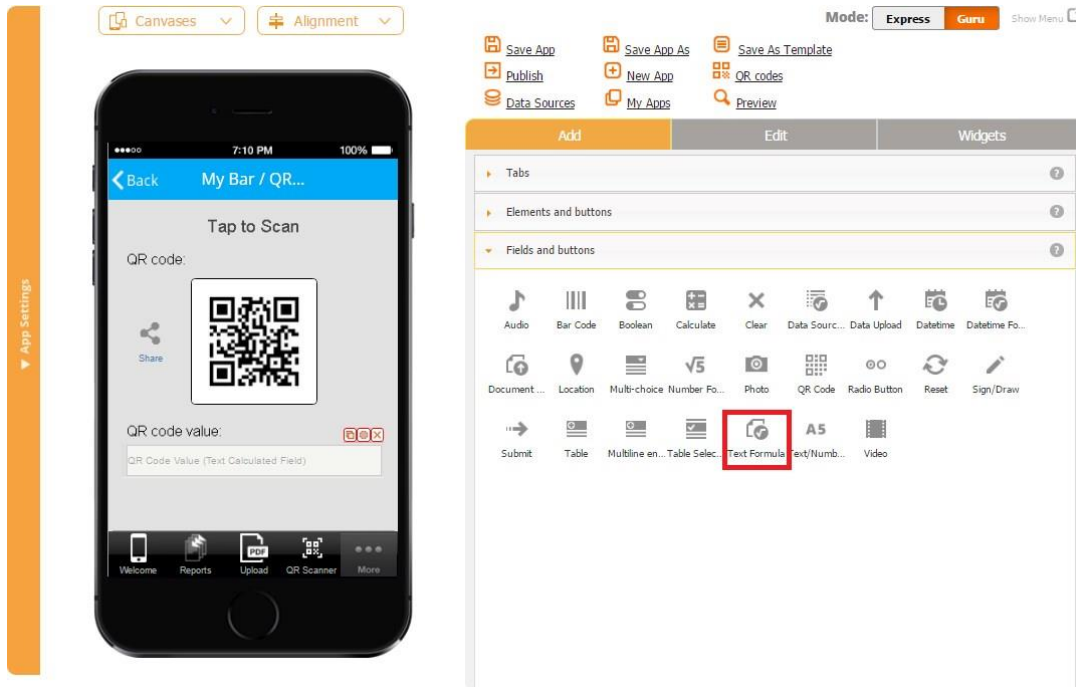 Canvases
Alignment
Mode: Express Guru Show Menu
Save App Save App As Save As Template
Publish New App QR codes
Data Sources My Apps Preview
Add Edit Widgets
Tabs
Elements and buttons
Fields and buttons
Audio Bar Code Boolean Calculate Clear Data Sourc... Data Upload Datetime Datetime Fo...
Document ... Location Multi-choice Number Fo... Photo QR Code Radio Button Reset Sign/Draw
Submit Table Multiline en... Table Selec... Text Formula Text/Numb... Video
▼ App Settings
7:10 PM 100%
Back My Bar / QR...
Tap to Scan
QR code:
Share
QR code value:
QR Code Value (Text Calculated Field)
PDF
Welcome Reports Upload QR Scanner More